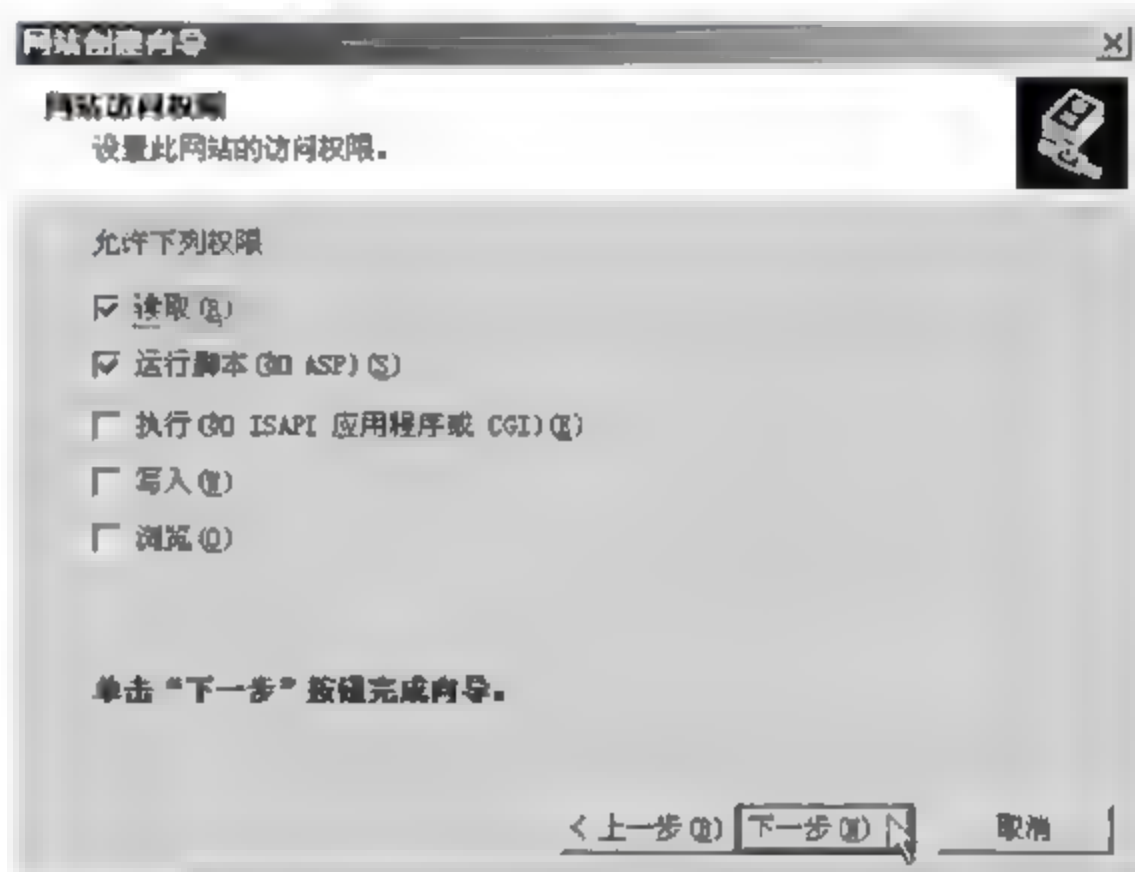 网站创建向导
网站访问权限
设置此网站的访问权限。
允许下列权限
读取(R)
运行脚本(如 ASP)(S)
执行(如 ISAPI 应用程序或 CGI)(E)
写入(W)
浏览(O)
单击“下一步”按钮完成向导。
< 上一步(B) 下一步(N) > 取消